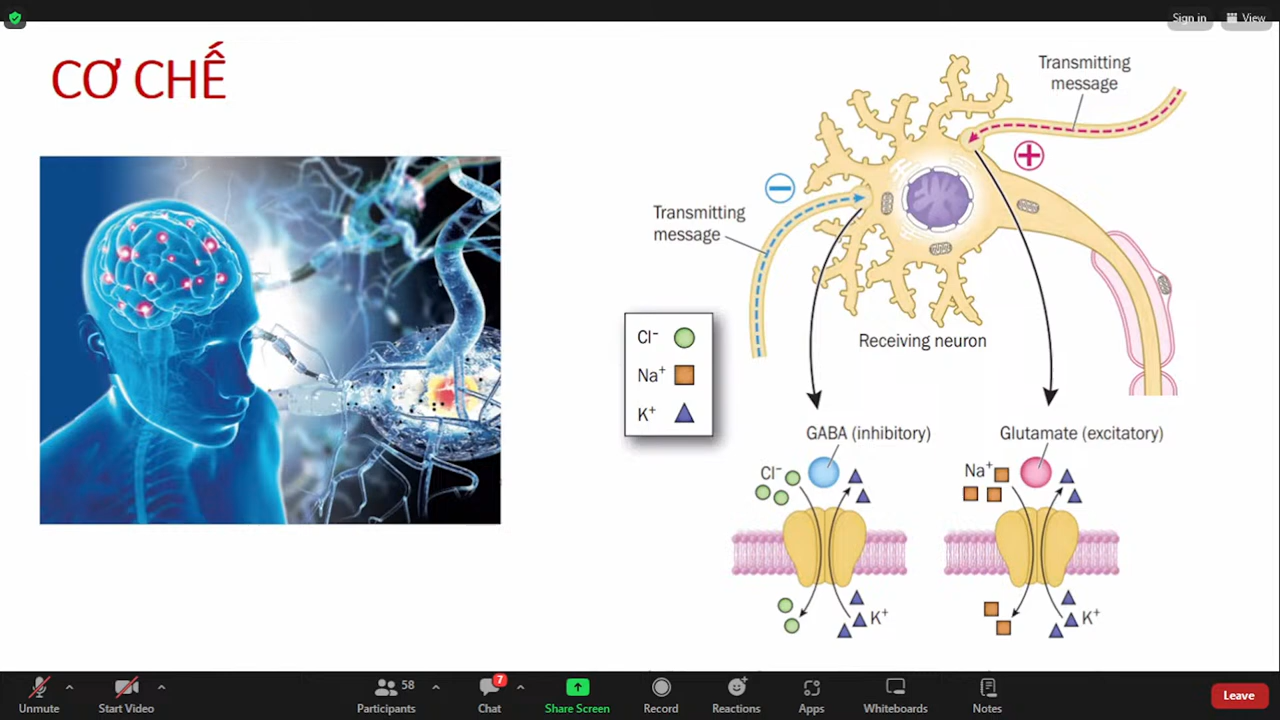 Sign in
View
CƠ CHẾ
Transmitting
message
+
−
Transmitting
message
Cl⁻
Na⁺
K⁺
Receiving neuron
GABA (inhibitory)
Glutamate (excitatory)
Cl⁻
Na⁺
K⁺
K⁺
Unmute
Start Video
58
Participants
7
Chat
Share Screen
Record
Reactions
Apps
Whiteboards
Notes
Leave